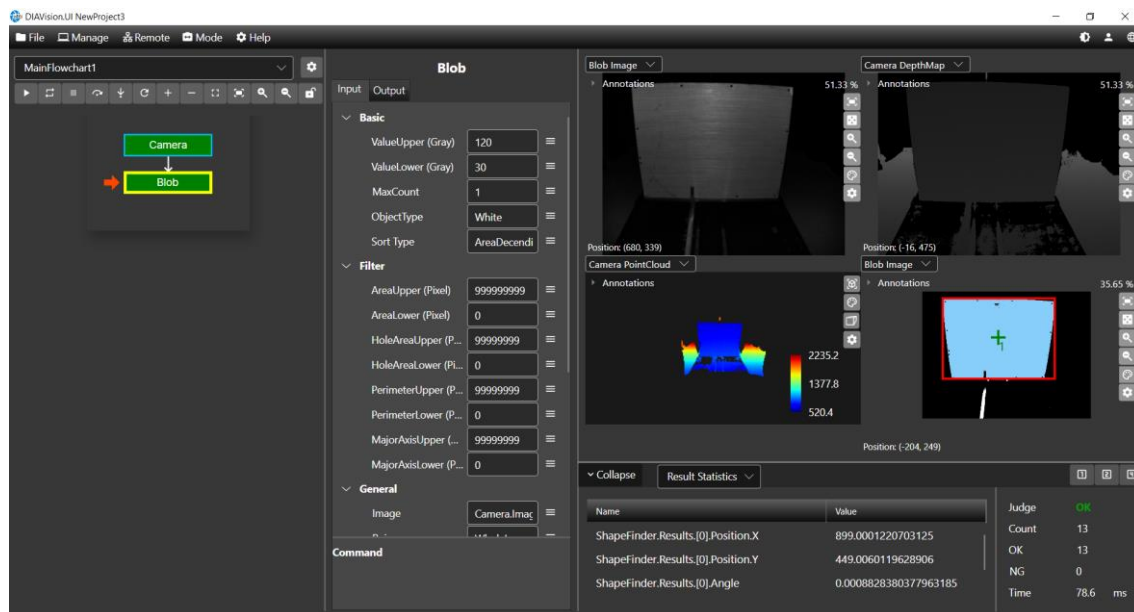 DIAVision.UI NewProject3
File Manage Remote Mode Help
MainFlowchart1
Camera
Blob
Blob
Input Output
Basic
ValueUpper (Gray) 120
ValueLower (Gray) 30
MaxCount 1
ObjectType White
Sort Type AreaDecendi
Filter
AreaUpper (Pixel) 999999999
AreaLower (Pixel) 0
HoleAreaUpper (P... 99999999
HoleAreaLower (Pi... 0
PerimeterUpper (P... 99999999
PerimeterLower (P... 0
MajorAxisUpper (... 99999999
MajorAxisLower (P... 0
General
Image Camera.Imag
Command
Blob Image
Annotations 51.33 %
Position: (680, 339)
Camera DepthMap
Annotations 51.33 %
Position: (-16, 475)
Camera PointCloud
Annotations
2235.2
1377.8
520.4
Blob Image
Annotations 35.65 %
1
Position: (-204, 249)
Collapse Result Statistics 1 2
Name Value
ShapeFinder.Results.[0].Position.X 899.0001220703125
ShapeFinder.Results.[0].Position.Y 449.0060119628906
ShapeFinder.Results.[0].Angle 0.0008828380377963185
Judge OK
Count 13
OK 13
NG 0
Time 78.6 ms